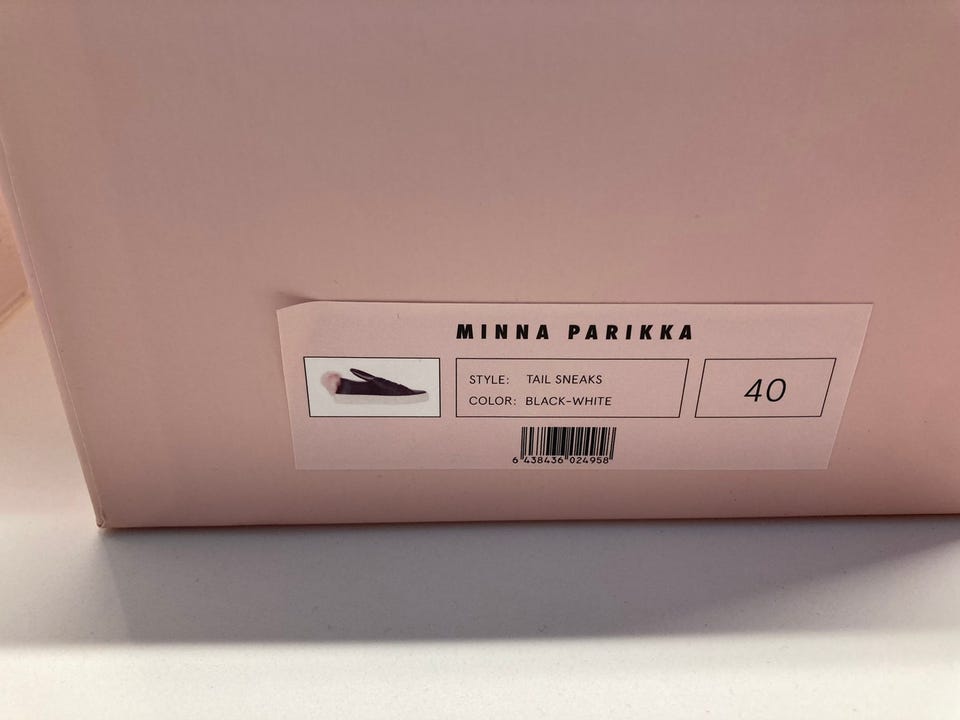 MINNA PARIKKA
STYLE: TAIL SNEAKS
COLOR: BLACK-WHITE
40
6 438436 024958